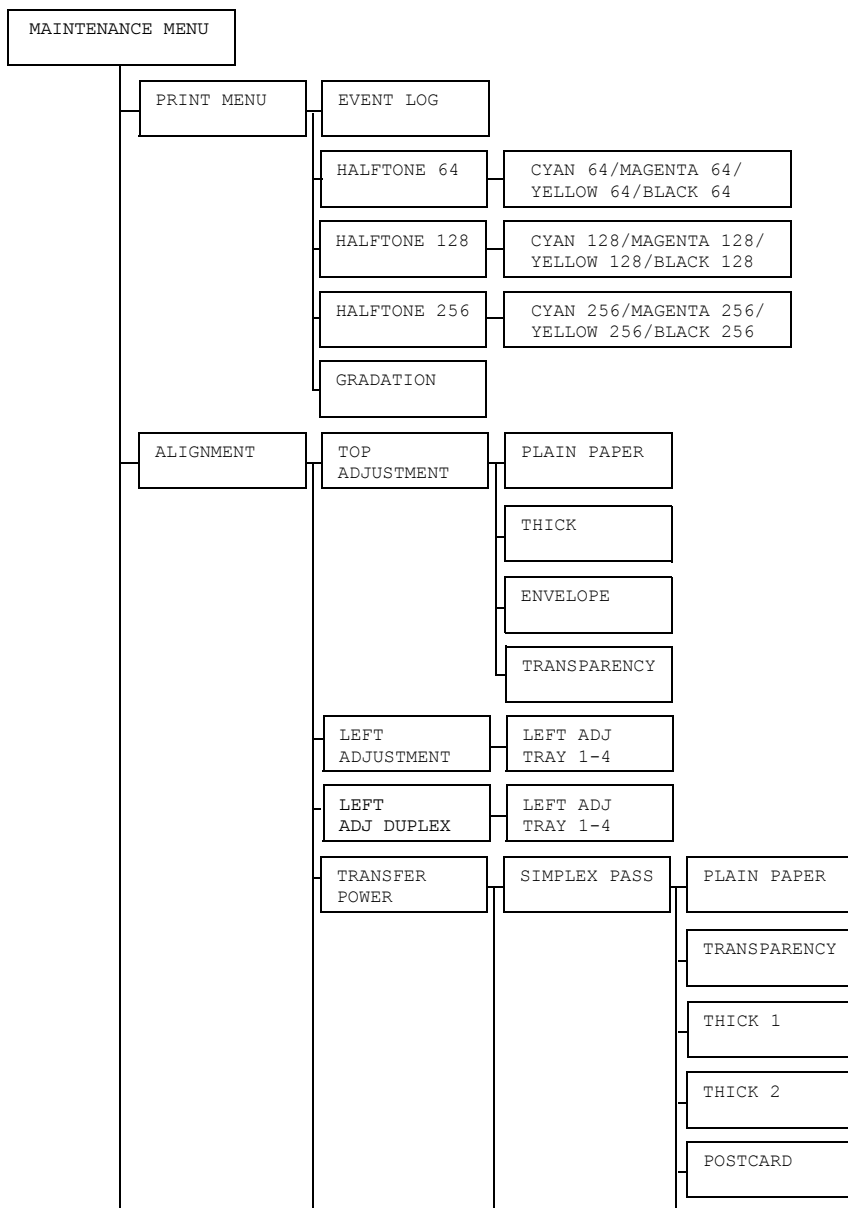 MAINTENANCE MENU
PRINT MENU
EVENT LOG
HALFTONE 64
CYAN 64/MAGENTA 64/
YELLOW 64/BLACK 64
HALFTONE 128
CYAN 128/MAGENTA 128/
YELLOW 128/BLACK 128
HALFTONE 256
CYAN 256/MAGENTA 256/
YELLOW 256/BLACK 256
GRADATION
ALIGNMENT
TOP
ADJUSTMENT
PLAIN PAPER
THICK
ENVELOPE
TRANSPARENCY
LEFT
ADJUSTMENT
LEFT ADJ
TRAY 1-4
LEFT
ADJ DUPLEX
LEFT ADJ
TRAY 1-4
TRANSFER
POWER
SIMPLEX PASS
PLAIN PAPER
TRANSPARENCY
THICK 1
THICK 2
POSTCARD